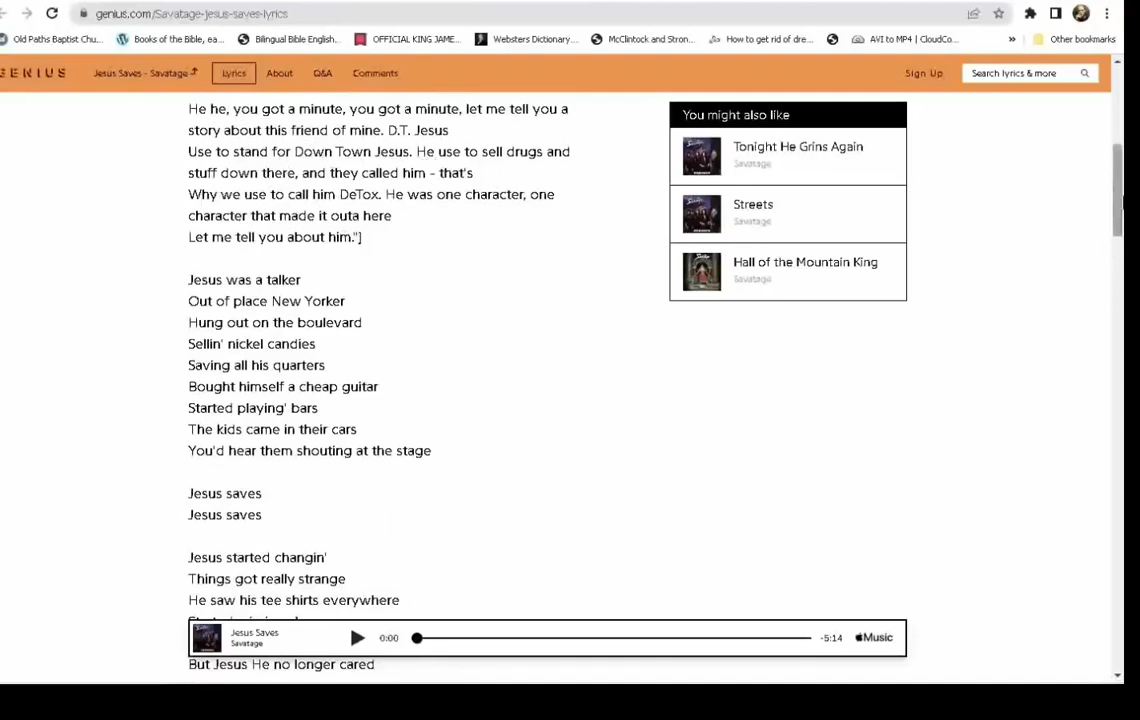 genius.com/Savatage-jesus-saves-lyrics
Old Paths Baptist Chu... Books of the Bible, ea... Bilingual Bible English... OFFICIAL KING JAME... Websters Dictionary... McClintock and Stron... How to get rid of dre... AVI to MP4 | CloudCo... » Other bookmarks
GENIUS Jesus Saves - Savatage Lyrics About Q&A Comments Sign Up Search lyrics & more
He he, you got a minute, you got a minute, let me tell you a
story about this friend of mine. D.T. Jesus
Use to stand for Down Town Jesus. He use to sell drugs and
stuff down there, and they called him - that's
Why we use to call him DeTox. He was one character, one
character that made it outa here
Let me tell you about him."]
Jesus was a talker
Out of place New Yorker
Hung out on the boulevard
Sellin' nickel candies
Saving all his quarters
Bought himself a cheap guitar
Started playing' bars
The kids came in their cars
You'd hear them shouting at the stage
Jesus saves
Jesus saves
Jesus started changin'
Things got really strange
He saw his tee shirts everywhere
But Jesus He no longer cared
You might also like
Tonight He Grins Again
Savatage
Streets
Savatage
Hall of the Mountain King
Savatage
Jesus Saves
Savatage
0:00
-5:14
Music